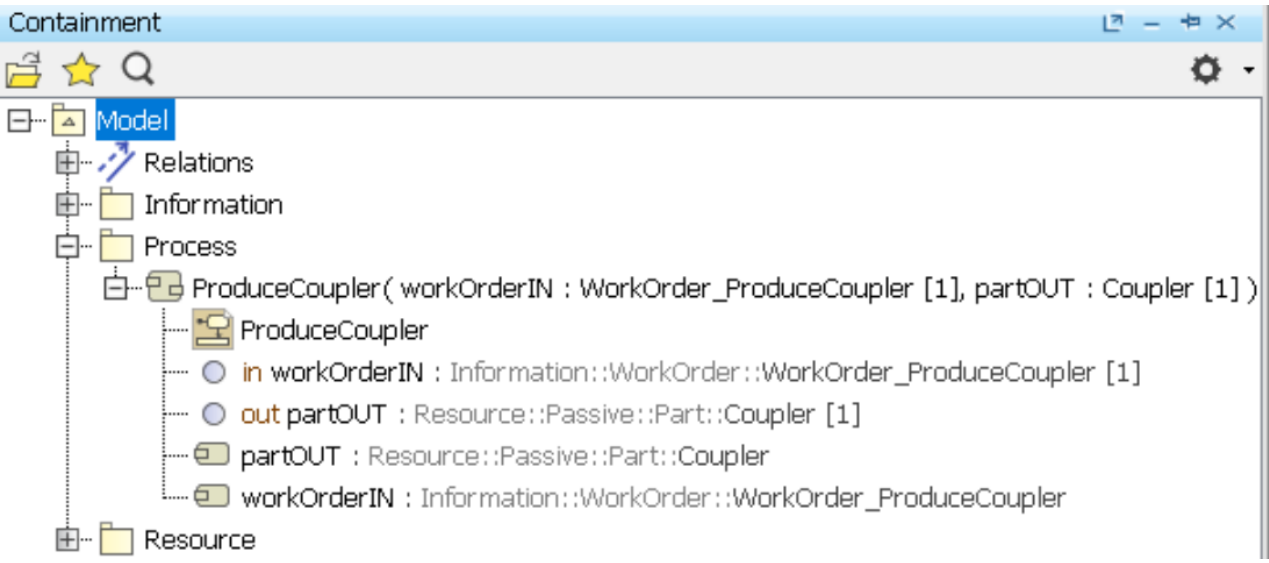 Containment
Model
Relations
Information
Process
ProduceCoupler( workOrderIN : WorkOrder_ProduceCoupler [1], partOUT : Coupler [1] )
ProduceCoupler
in workOrderIN : Information::WorkOrder::WorkOrder_ProduceCoupler [1]
out partOUT : Resource::Passive::Part::Coupler [1]
partOUT : Resource::Passive::Part::Coupler
workOrderIN : Information::WorkOrder::WorkOrder_ProduceCoupler
Resource